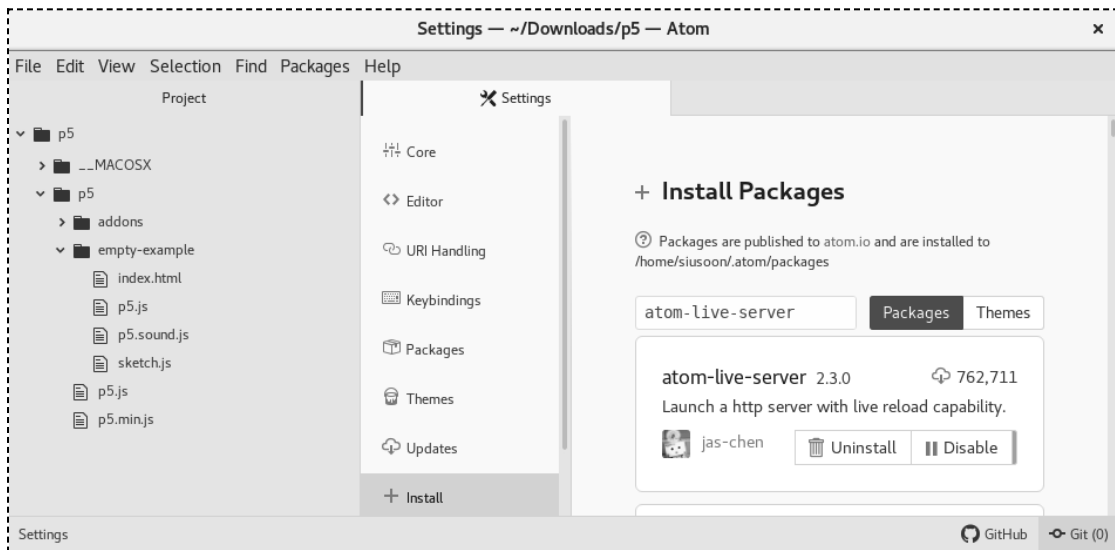 Settings — ~/Downloads/p5 — Atom
File Edit View Selection Find Packages Help
Project
p5
__MACOSX
p5
addons
empty-example
index.html
p5.js
p5.sound.js
sketch.js
p5.js
p5.min.js
Settings
Core
Editor
URI Handling
Keybindings
Packages
Themes
Updates
Install
+ Install Packages
Packages are published to atom.io and are installed to
/home/siusoon/.atom/packages
atom-live-server Packages Themes
atom-live-server 2.3.0 762,711
Launch a http server with live reload capability.
jas-chen Uninstall Disable
Settings GitHub Git (0)